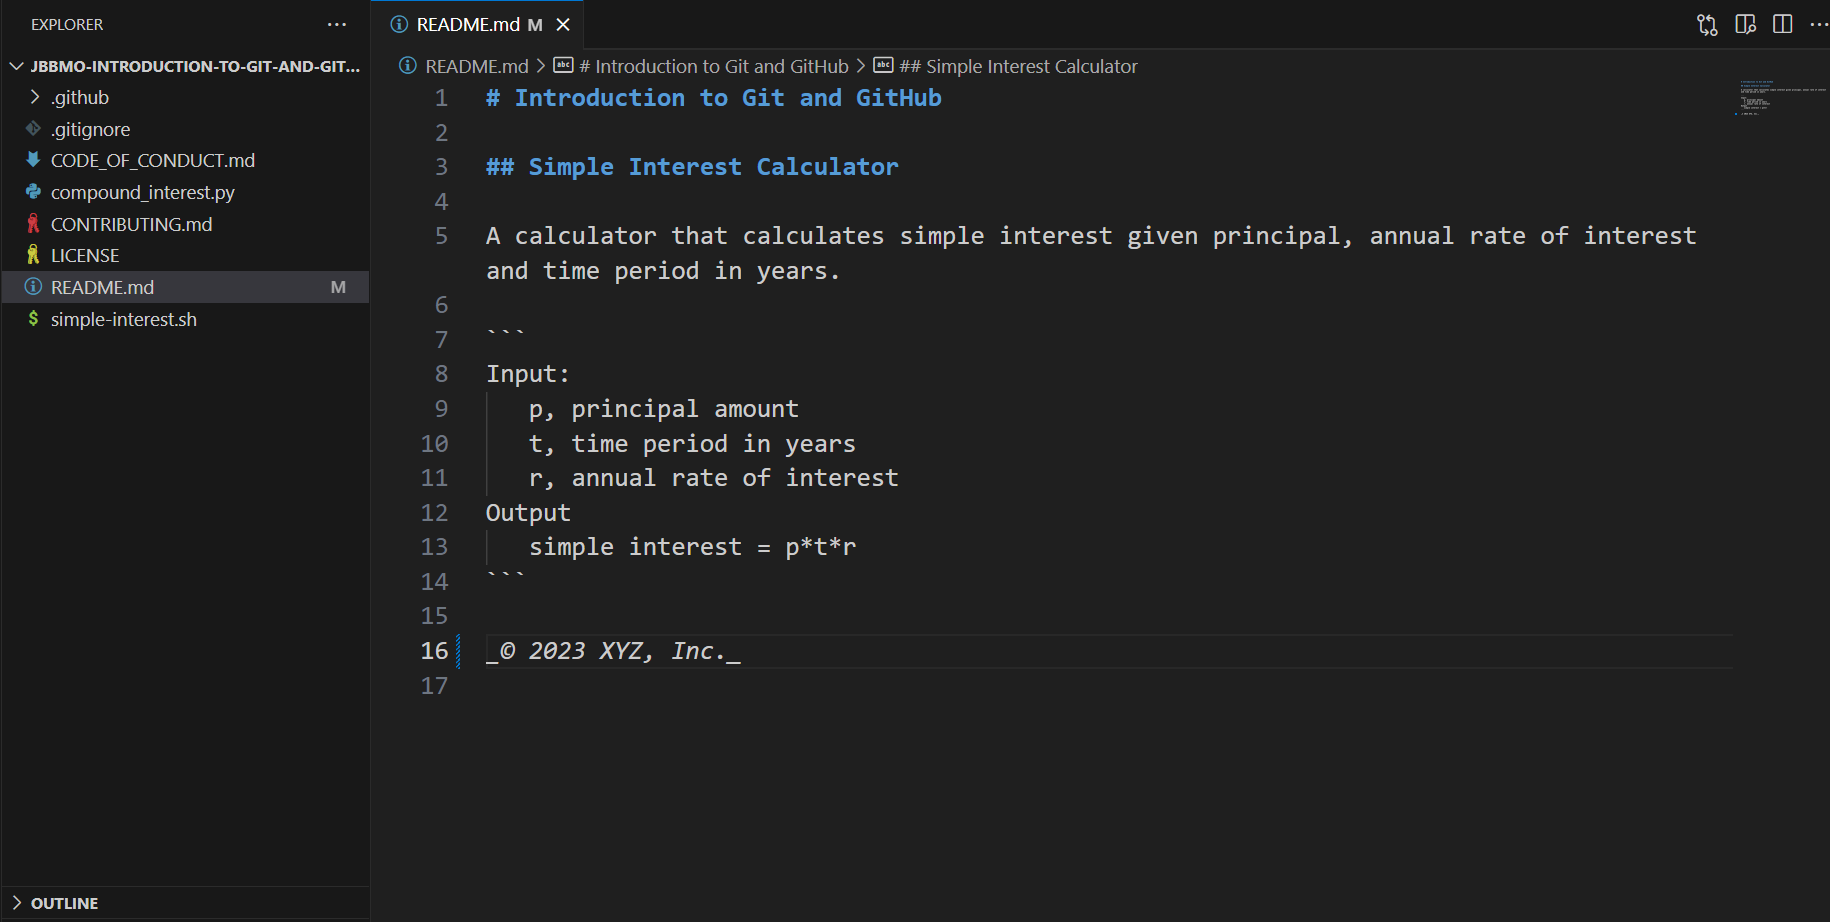 EXPLORER
JBBMO-INTRODUCTION-TO-GIT-AND-GIT...
.github
.gitignore
CODE_OF_CONDUCT.md
compound_interest.py
CONTRIBUTING.md
LICENSE
README.md M
simple-interest.sh
OUTLINE
README.md M
README.md > # Introduction to Git and GitHub > ## Simple Interest Calculator
1 # Introduction to Git and GitHub
2
3 ## Simple Interest Calculator
4
5 A calculator that calculates simple interest given principal, annual rate of interest
and time period in years.
6
7 ```
8 Input:
9 p, principal amount
10 t, time period in years
11 r, annual rate of interest
12 Output
13 simple interest = p*t*r
14 ```
15
16 _© 2023 XYZ, Inc._
17